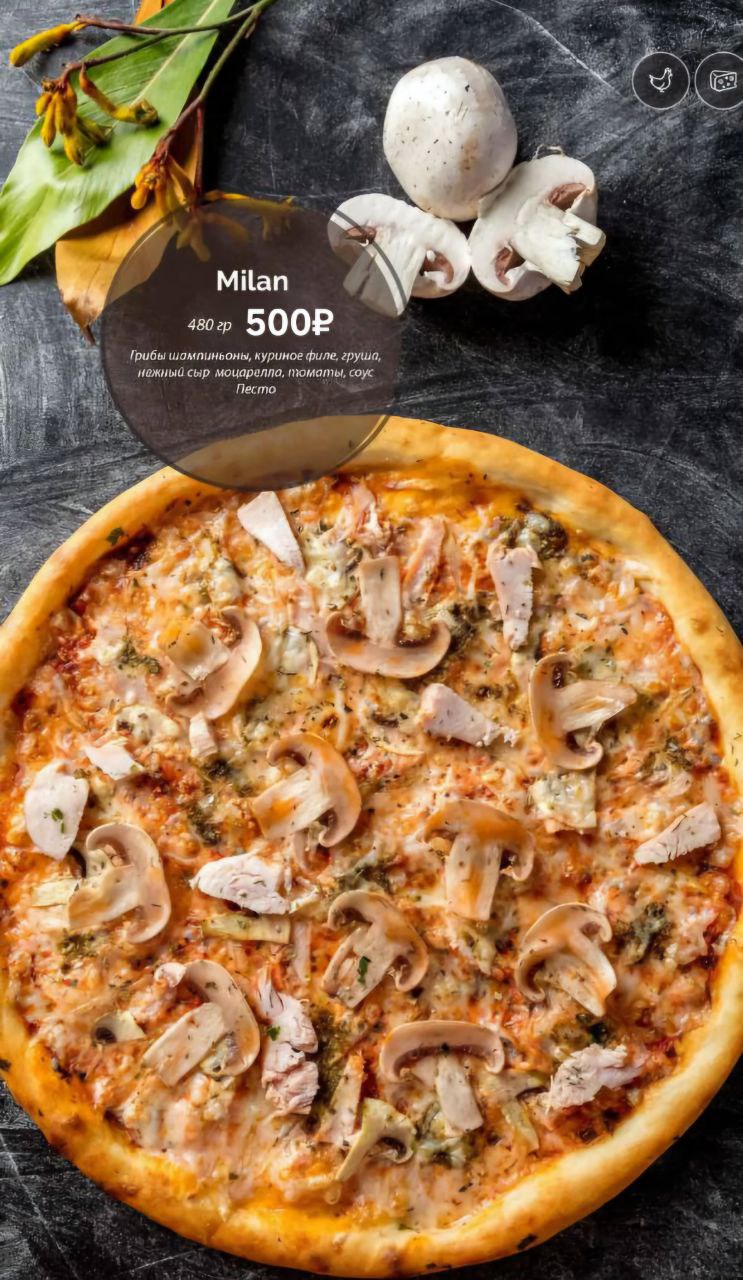 Milan
480 гр 500₽
Грибы шампиньоны, куриное филе, груша,
нежный сыр моцарелла, томаты, соус
Песто